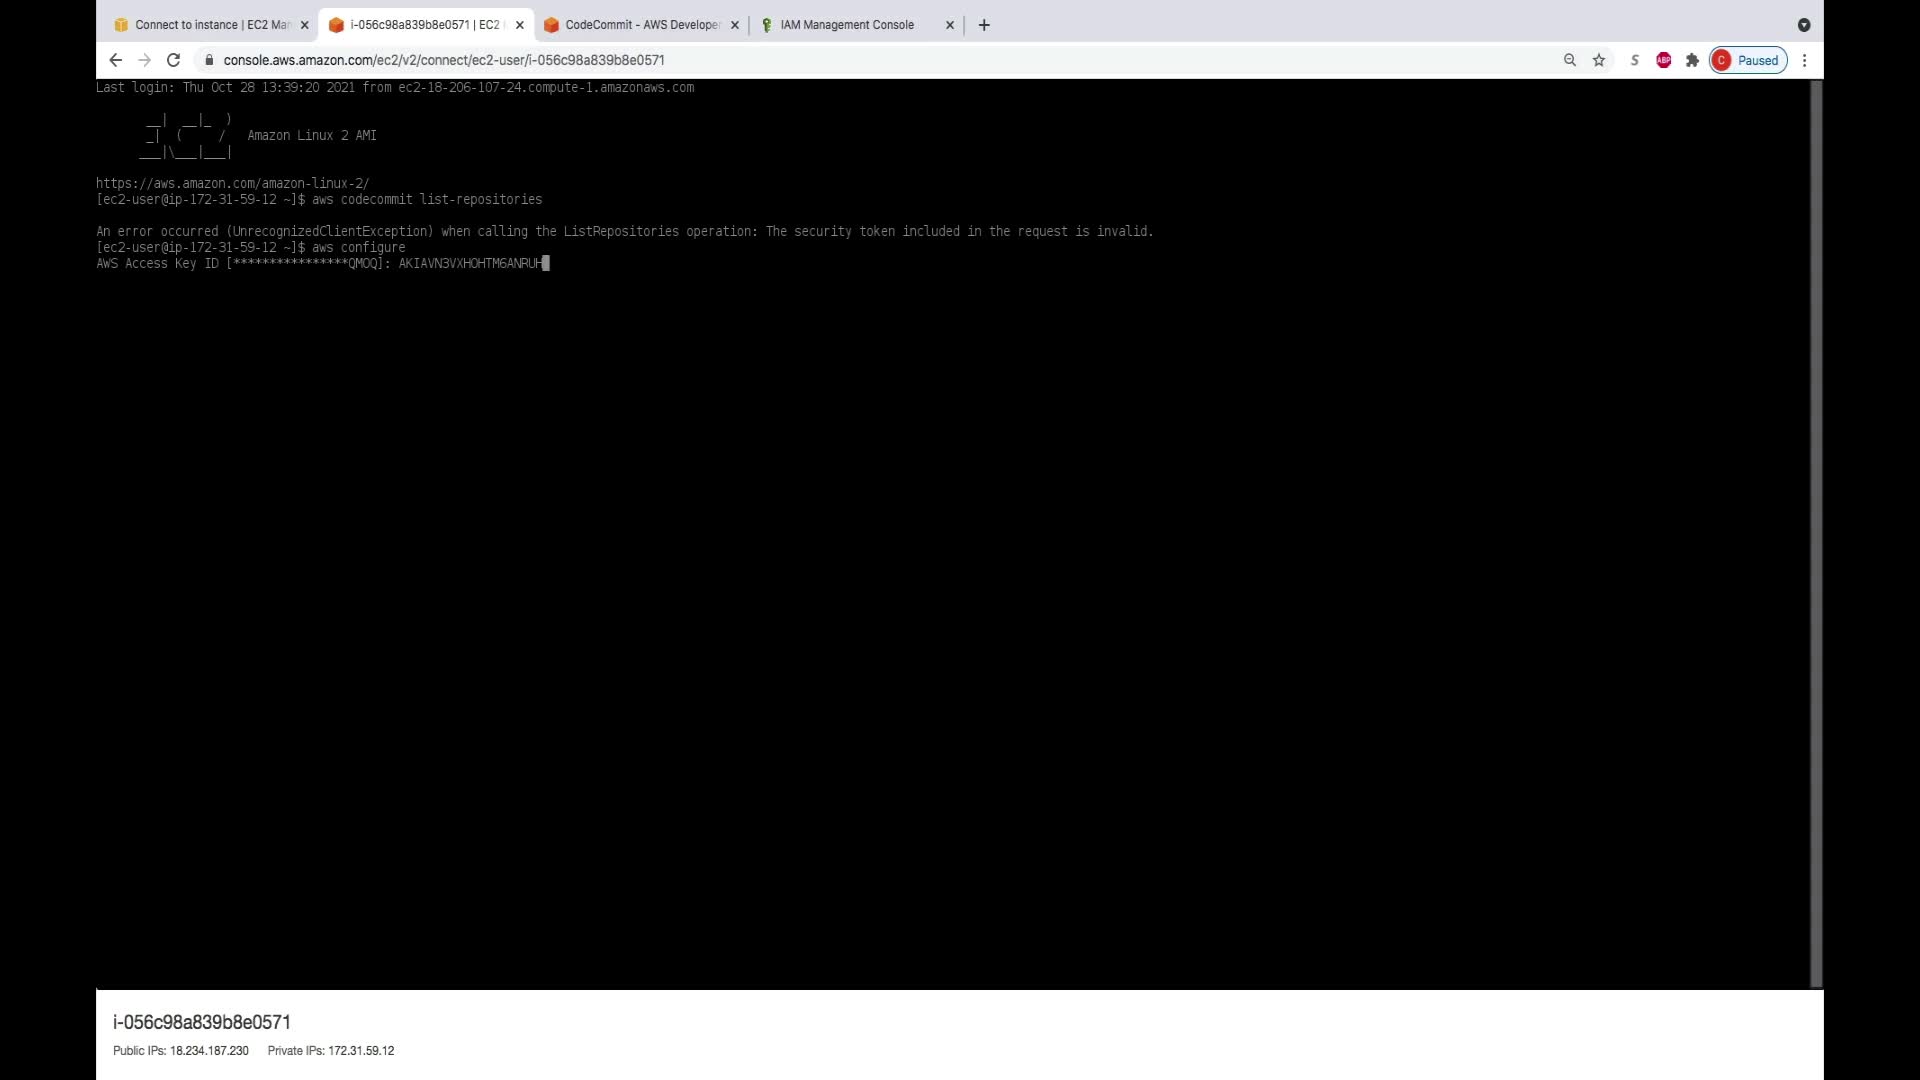 Connect to instance | EC2 Man
i-056c98a839b8e0571 | EC2
CodeCommit - AWS Developer
IAM Management Console
console.aws.amazon.com/ec2/v2/connect/ec2-user/i-056c98a839b8e0571
S
ABP
C
Paused
Last login: Thu Oct 28 13:39:20 2021 from ec2-18-206-107-24.compute-1.amazonaws.com
__|  __|_  )
_|  (     /   Amazon Linux 2 AMI
___|\___|___|
https://aws.amazon.com/amazon-linux-2/
[ec2-user@ip-172-31-59-12 ~]$ aws codecommit list-repositories
An error occurred (UnrecognizedClientException) when calling the ListRepositories operation: The security token included in the request is invalid.
[ec2-user@ip-172-31-59-12 ~]$ aws configure
AWS Access Key ID [****************QMOQ]: AKIAVN3VXHOHTM6ANRUH
i-056c98a839b8e0571
Public IPs: 18.234.187.230 Private IPs: 172.31.59.12